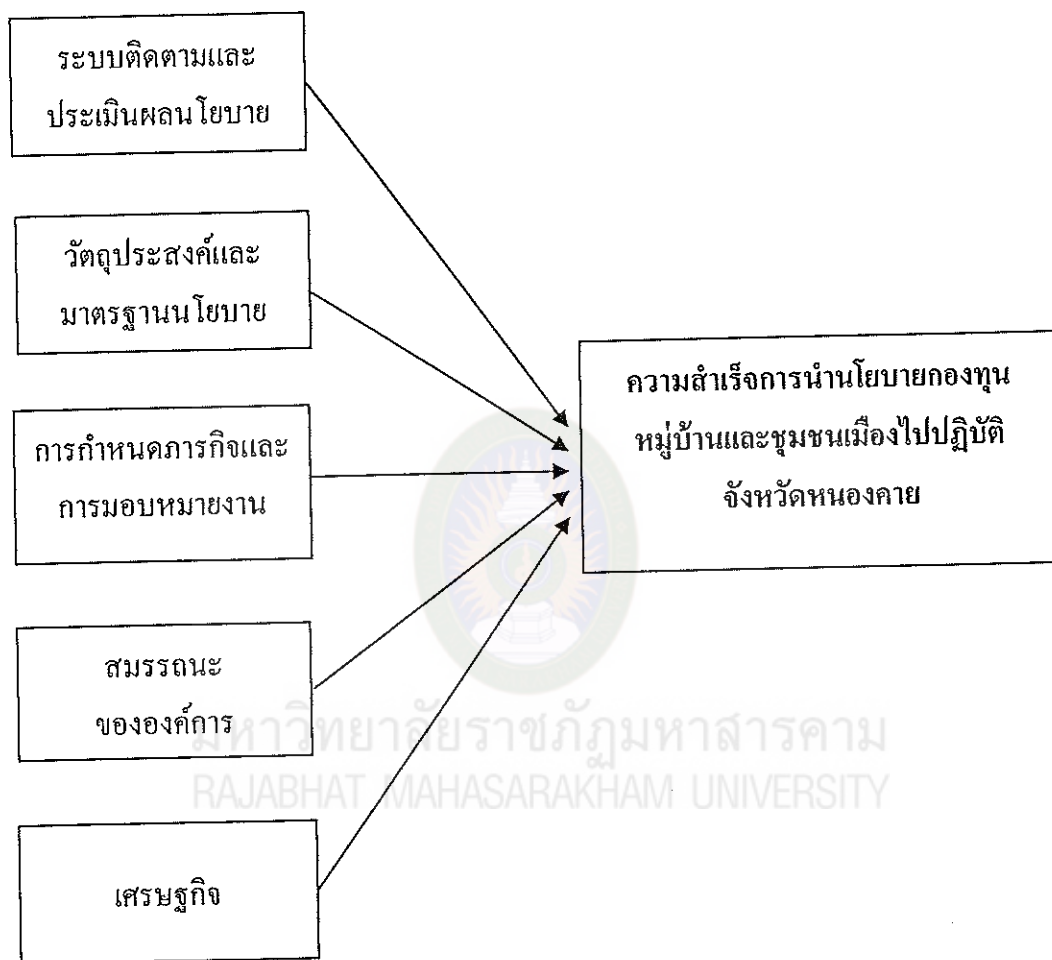 ระบบติดตามและ
ประเมินผลนโยบาย
วัตถุประสงค์และ
มาตรฐานนโยบาย
การกำหนดภารกิจและ
การมอบหมายงาน
สมรรถนะ
ขององค์การ
เศรษฐกิจ
ความสำเร็จการนำนโยบายกองทุน
หมู่บ้านและชุมชนเมืองไปปฏิบัติ
จังหวัดหนองคาย
มหาวิทยาลัยราชภัฏมหาสารคาม
RAJABHAT MAHASARAKHAM UNIVERSITY